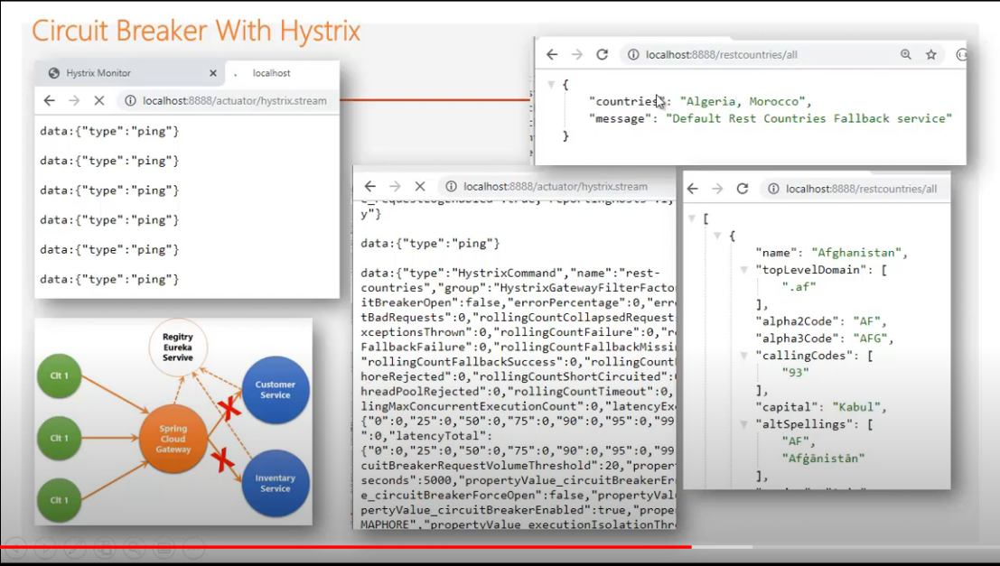 Circuit Breaker With Hystrix
Hystrix Monitor
localhost
localhost:8888/actuator/hystrix.stream
data:{"type":"ping"}
data:{"type":"ping"}
data:{"type":"ping"}
data:{"type":"ping"}
data:{"type":"ping"}
data:{"type":"ping"}
localhost:8888/restcountries/all
{
"countries": "Algeria, Morocco",
"message": "Default Rest Countries Fallback service"
}
localhost:8888/actuator/hystrix.stream
y"}
data:{"type":"ping"}
data:{"type":"HystrixCommand","name":"rest-
countries","group":"HystrixGatewayFilterFacto
itBreakerOpen":false,"errorPercentage":0,"erro
tBadRequests":0,"rollingCountCollapsedRequest
xceptionsThrown":0,"rollingCountFailure":0,"ro
FallbackFailure":0,"rollingCountFallbackMissin
"rollingCountFallbackSuccess":0,"rollingCount
horeRejected":0,"rollingCountShortCircuited":0
hreadPoolRejected":0,"rollingCountTimeout":0,
llingMaxConcurrentExecutionCount":0,"latencyExe
{"0":0,"25":0,"50":0,"75":0,"90":0,"95":0,"99
":0,"latencyTotal":
{"0":0,"25":0,"50":0,"75":0,"90":0,"95":0,"99
cuitBreakerRequestVolumeThreshold":20,"proper
seconds":5000,"propertyValue_circuitBreakerEr
e_circuitBreakerForceOpen":false,"propertyVal
pertyValue_circuitBreakerEnabled":true,"prope
MAPHORE","propertyValue_executionIsolationThr
localhost:8888/restcountries/all
[
{
"name": "Afghanistan",
"topLevelDomain": [
".af"
],
"alpha2Code": "AF",
"alpha3Code": "AFG",
"callingCodes": [
"93"
],
"capital": "Kabul",
"altSpellings": [
"AF",
"Afġānistān"
],
Regitry
Eureka
Servive
Clt 1
Clt 1
Clt 1
Spring
Cloud
Gateway
Customer
Service
Inventory
Service